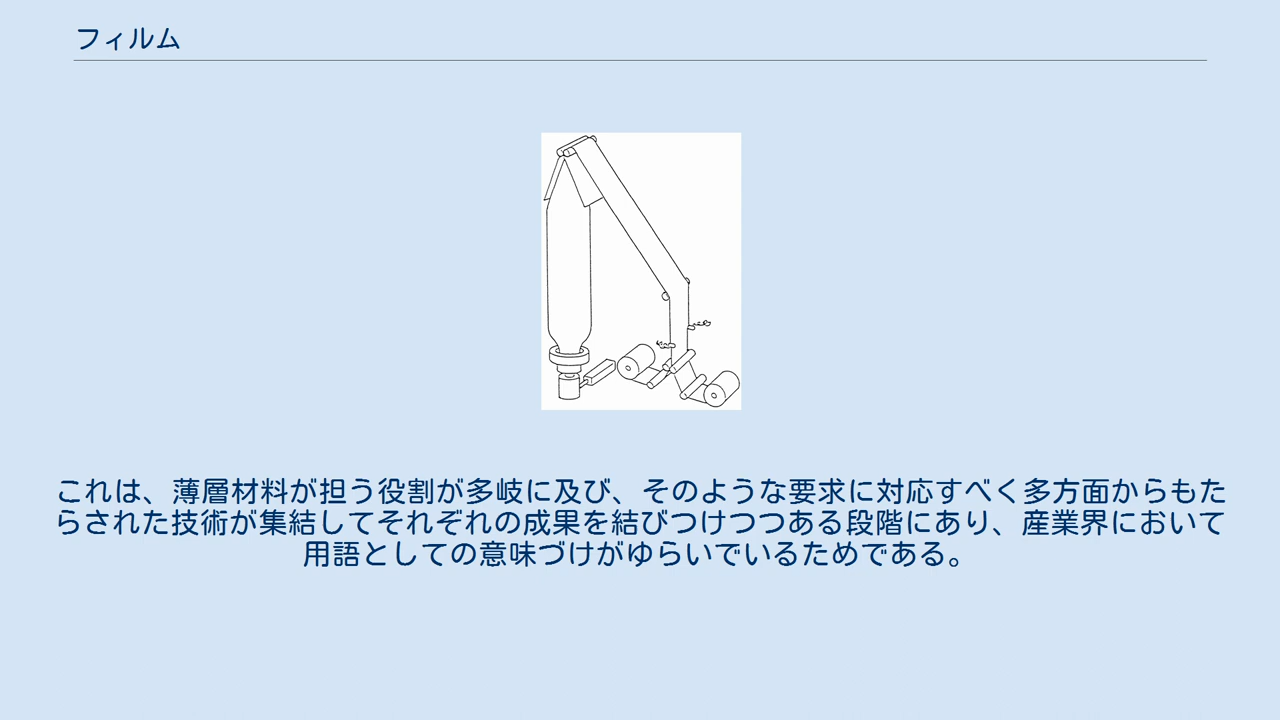 フィルム
これは、薄層材料が担う役割が多岐に及び、そのような要求に対応すべく多方面からもた
らされた技術が集結してそれぞれの成果を結びつけつつある段階にあり、産業界において
用語としての意味づけがゆらいでいるためである。